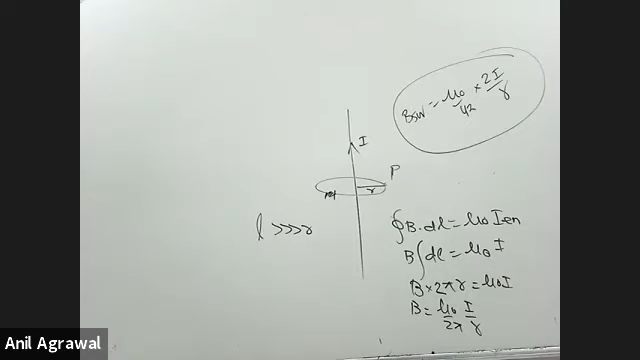 Bsw = μ0/4π × 2I/r
I
P
r
l >>> r
∮B·dl = μ0 Ien
B∫dl = μ0 I
B × 2πr = μ0I
B = μ0/2π I/r
Anil Agrawal